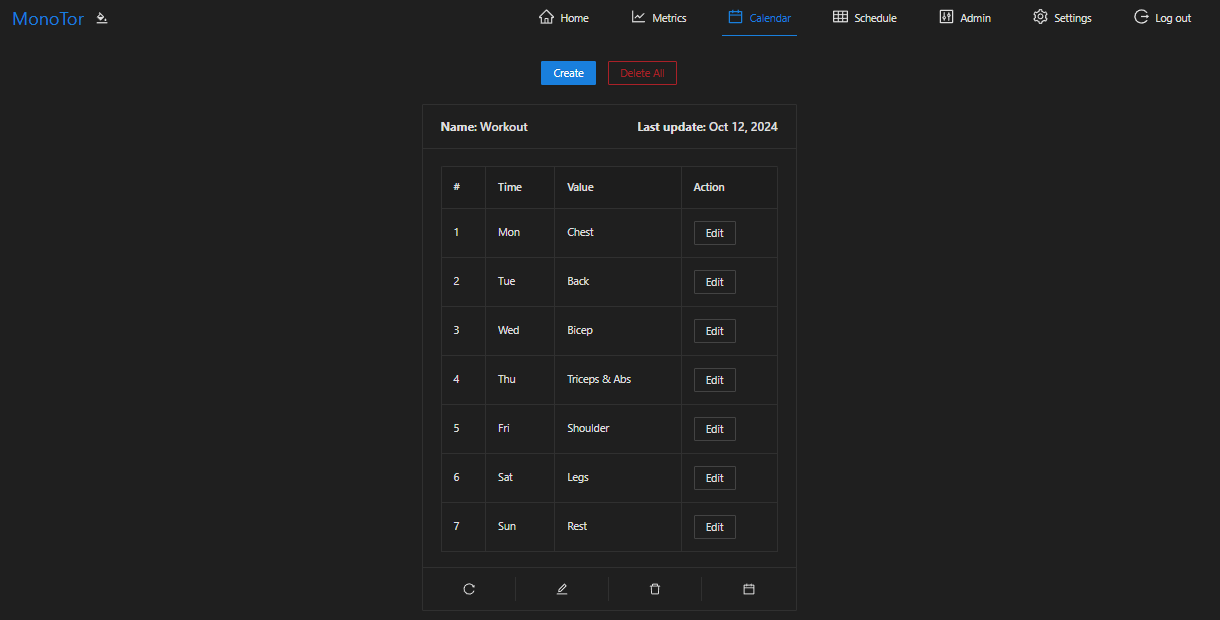 MonoTor Home Metrics Calendar Schedule Admin Settings Log out
Create Delete All
Name: Workout Last update: Oct 12, 2024
# Time Value Action
1 Mon Chest Edit
2 Tue Back Edit
3 Wed Bicep Edit
4 Thu Triceps & Abs Edit
5 Fri Shoulder Edit
6 Sat Legs Edit
7 Sun Rest Edit